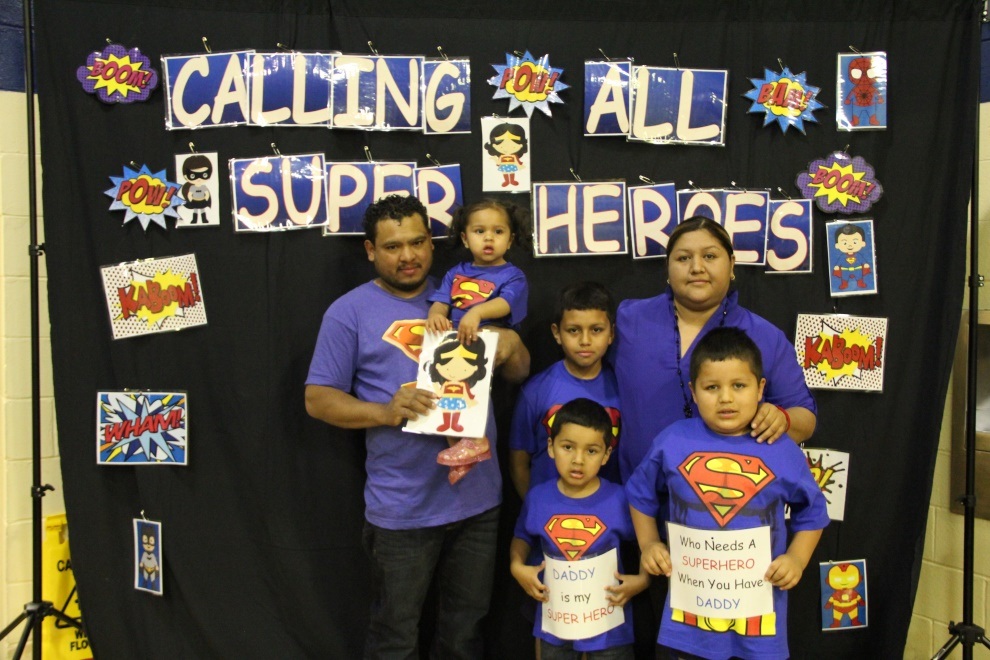 BOOM!
CALLING
POW!
ALL
BAM!
POW!
SUPER
HEROES
BOOM!
KABOOM!
KABOOM!
WHAM!
DADDY
is my
SUPER HERO
Who Needs A
SUPERHERO
When You Have
DADDY